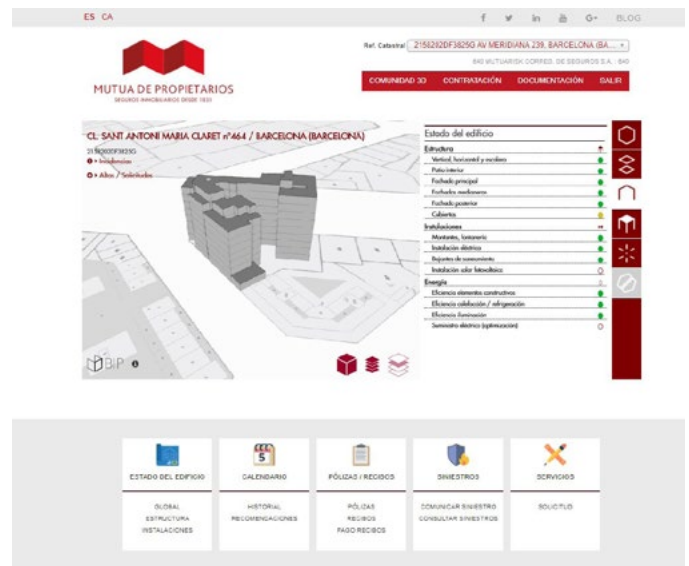 ES CA
f in G+ BLOG
Ref. Catastral 2158202DF3825G AV MERIDIANA 239, BARCELONA (BA...
MUTUA DE PROPIETARIOS
SEGUROS INMOBILIARIOS DESDE 1835
COMUNIDAD 3D CONTRATACIÓN DOCUMENTACIÓN SALIR
CL. SANT ANTONI MARIA CLARET nº464 / BARCELONA (BARCELONA)
+ Incidencias
+ Altas / Solicitudes
Estado del edificio
Estructura
Vertical, horizontal y escalera
Patio interior
Fachada principal
Fachadas medianeras
Fachada posterior
Cubiertas
Instalaciones
Montantes, fontanería
Instalación eléctrica
Bajantes de saneamiento
Instalación solar fotovoltaica
Energía
Eficiencia elementos constructivos
Eficiencia calefacción / refrigeración
Eficiencia iluminación
Suministro eléctrico (optimización)
BIP
ESTADO DEL EDIFICIO
GLOBAL
ESTRUCTURA
INSTALACIONES
5
CALENDARIO
HISTORIAL
RECOMENDACIONES
PÓLIZAS / RECIBOS
PÓLIZAS
RECIBOS
PAGO RECIBOS
SINIESTROS
COMUNICAR SINIESTRO
CONSULTAR SINIESTROS
SERVICIOS
SOLICITUD